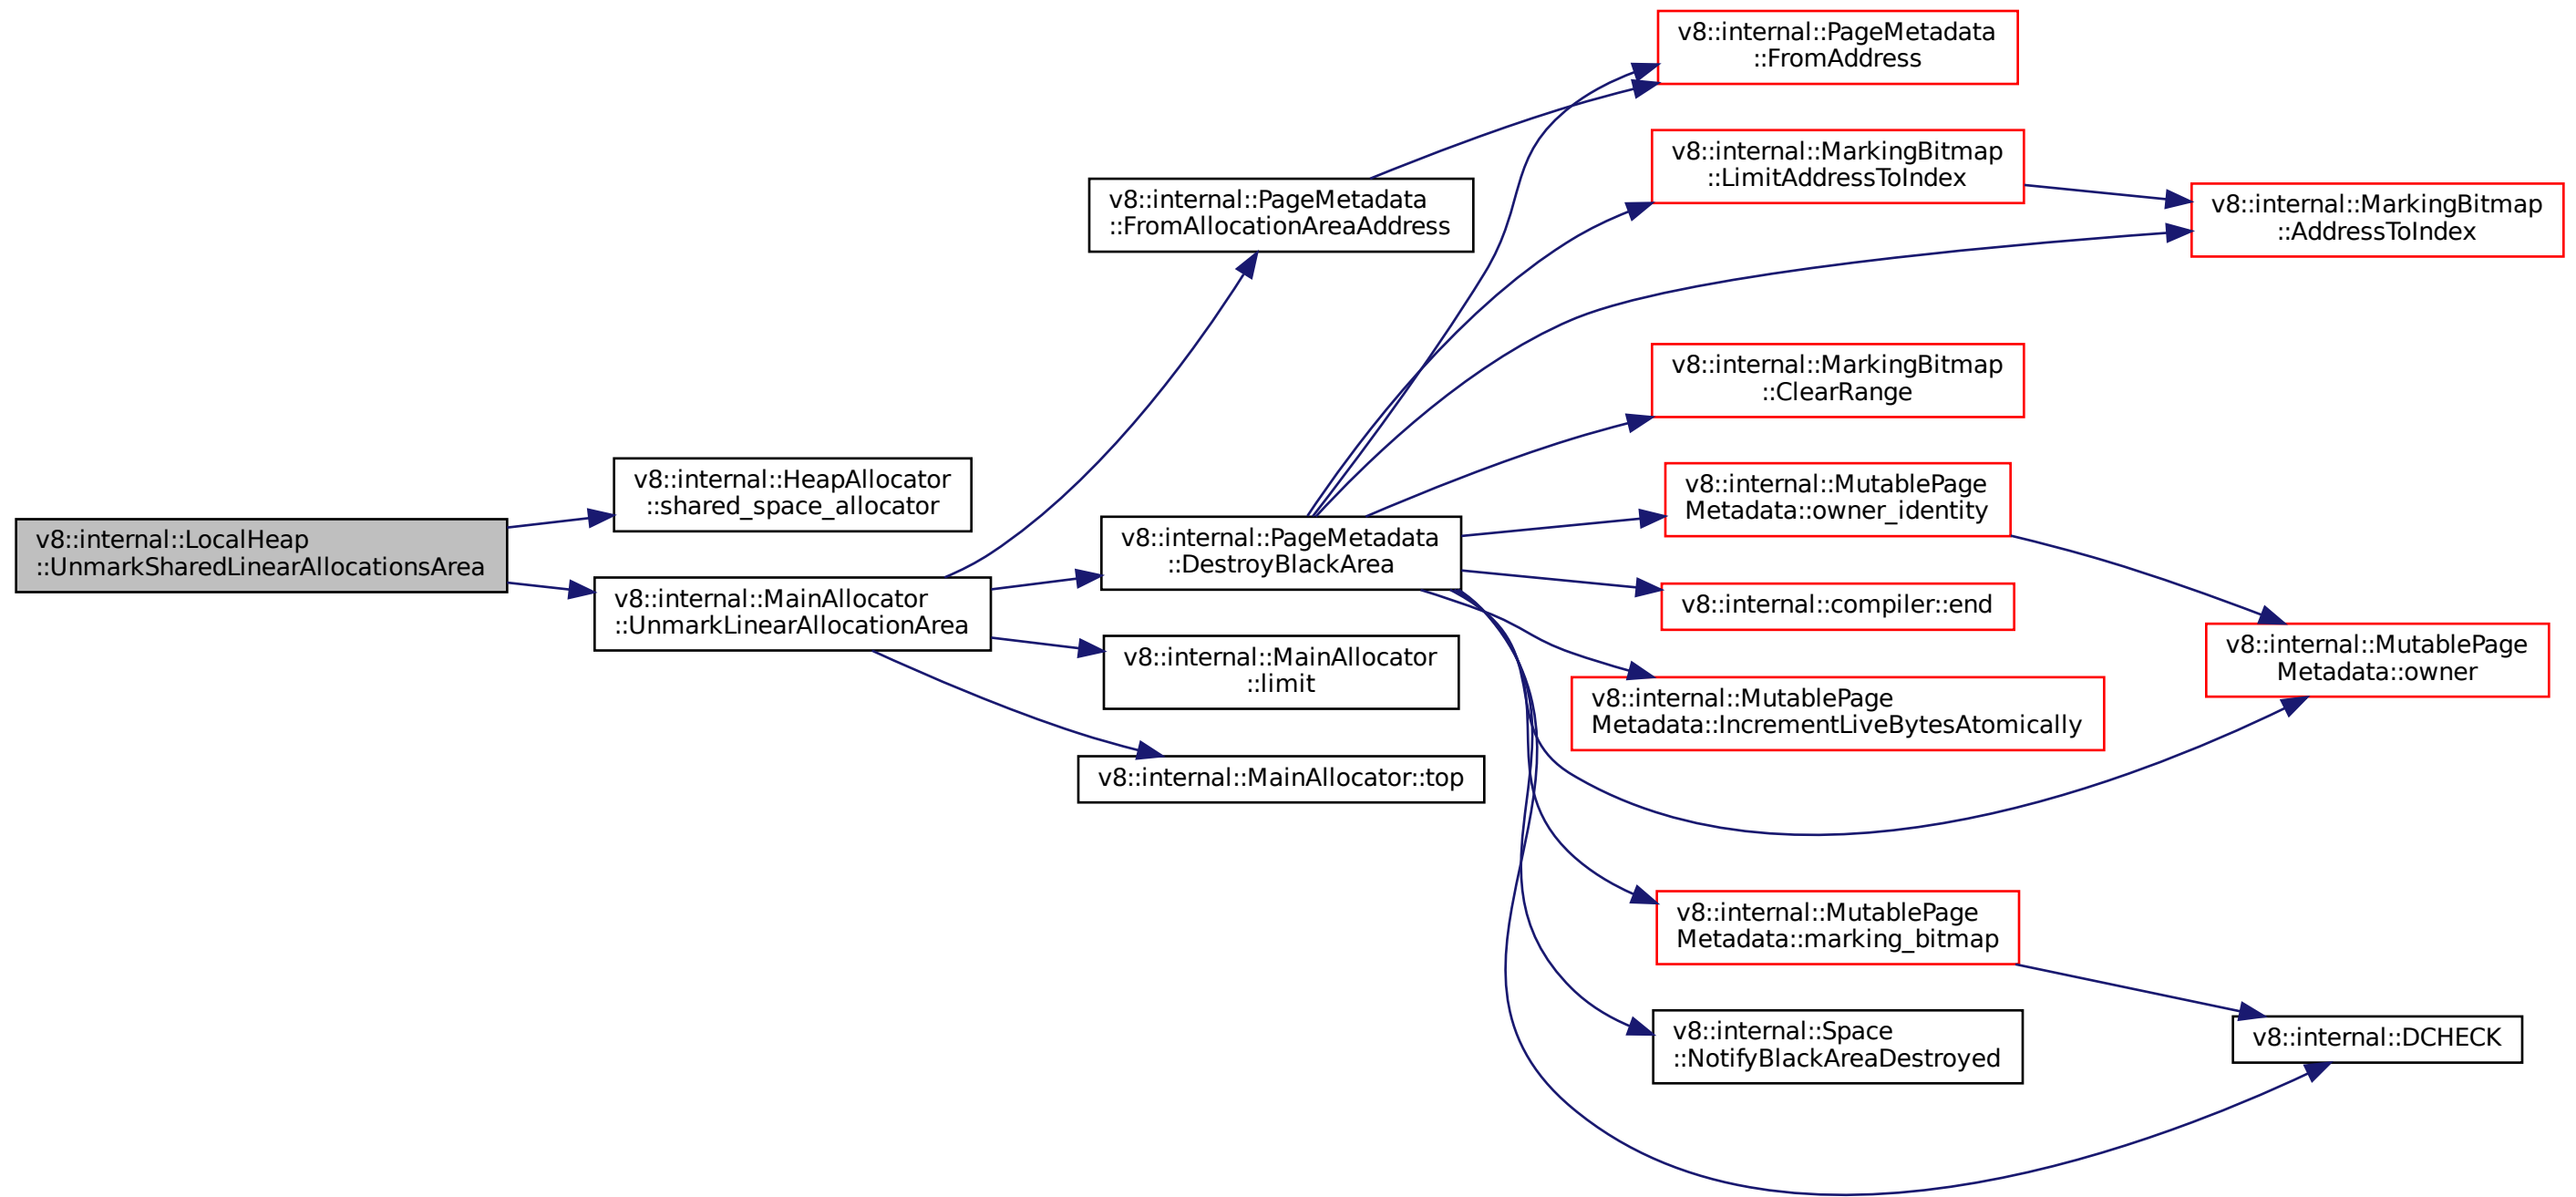 v8::internal::LocalHeap
::UnmarkSharedLinearAllocationsArea
v8::internal::HeapAllocator
::shared_space_allocator
v8::internal::MainAllocator
::UnmarkLinearAllocationArea
v8::internal::PageMetadata
::FromAllocationAreaAddress
v8::internal::PageMetadata
::DestroyBlackArea
v8::internal::MainAllocator
::limit
v8::internal::MainAllocator::top
v8::internal::PageMetadata
::FromAddress
v8::internal::MarkingBitmap
::LimitAddressToIndex
v8::internal::MarkingBitmap
::ClearRange
v8::internal::MutablePage
Metadata::owner_identity
v8::internal::compiler::end
v8::internal::MutablePage
Metadata::IncrementLiveBytesAtomically
v8::internal::MutablePage
Metadata::marking_bitmap
v8::internal::Space
::NotifyBlackAreaDestroyed
v8::internal::MarkingBitmap
::AddressToIndex
v8::internal::MutablePage
Metadata::owner
v8::internal::DCHECK